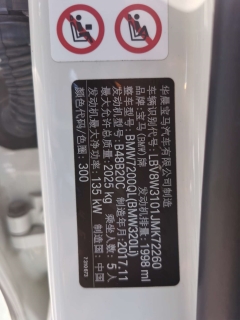 华晨宝马汽车有限公司制造
车辆识别代号: LBV8W3101JMK72260
品牌: 宝马 (BMW)
整车型号: BMW7200QL(BMW320Li)
发动机型号: B48B20C 发动机排量: 1998 ml
发动机最大净功率: 135 kW 制造年月: 2017.11
最大允许总质量: 2025 kg 乘坐人数: 5人
颜色代码/色圈: 300 制造国: 中国